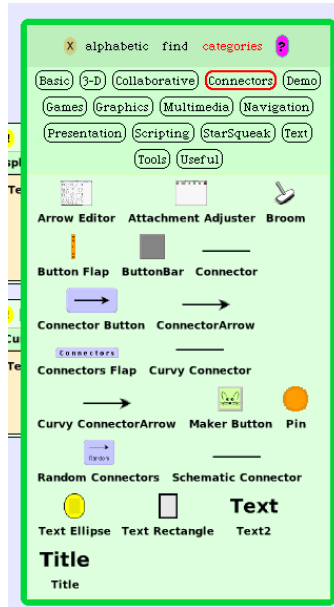 X alphabetic find categories ?
Basic 3-D Collaborative Connectors Demo
Games Graphics Multimedia Navigation
Presentation Scripting StarSqueak Text
Tools Useful
Arrow Editor Attachment Adjuster Broom
Button Flap ButtonBar Connector
Connector Button ConnectorArrow
Connectors
Connectors Flap Curvy Connector
Curvy ConnectorArrow Maker Button Pin
Random
Random Connectors Schematic Connector
Text
Text Ellipse Text Rectangle Text2
Title
Title